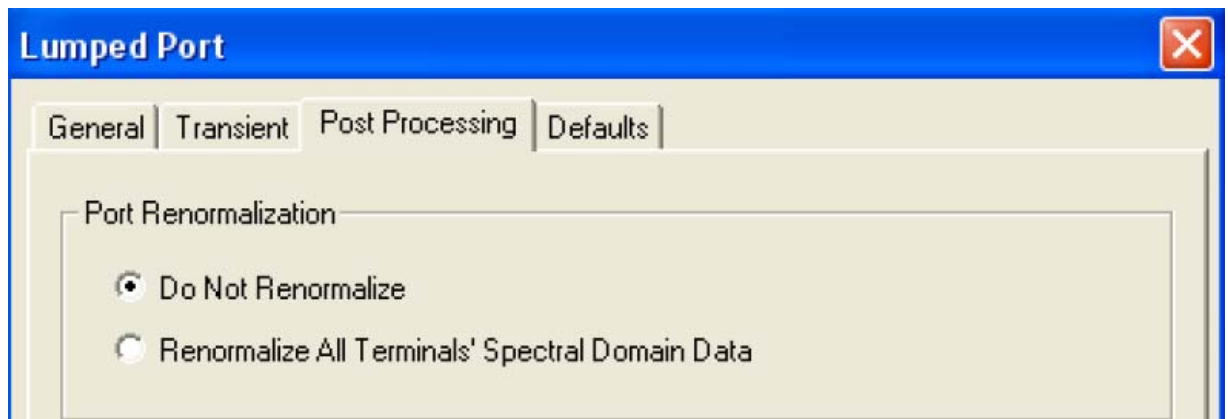 Lumped Port
General Transient Post Processing Defaults
Port Renormalization
Do Not Renormalize
Renormalize All Terminals' Spectral Domain Data